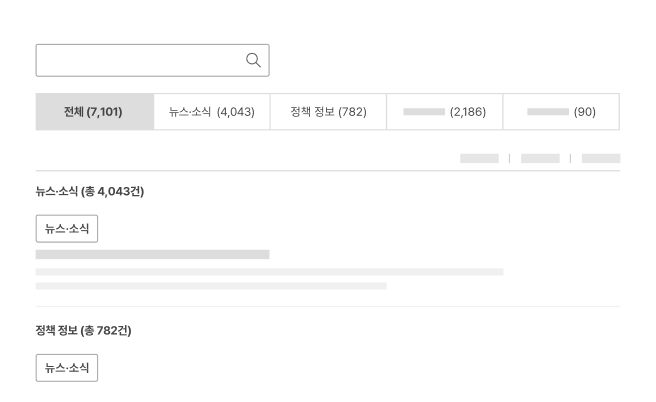 전체 (7,101) 뉴스·소식 (4,043) 정책 정보 (782) (2,186) (90)
뉴스·소식 (총 4,043건)
뉴스·소식
정책 정보 (총 782건)
뉴스·소식